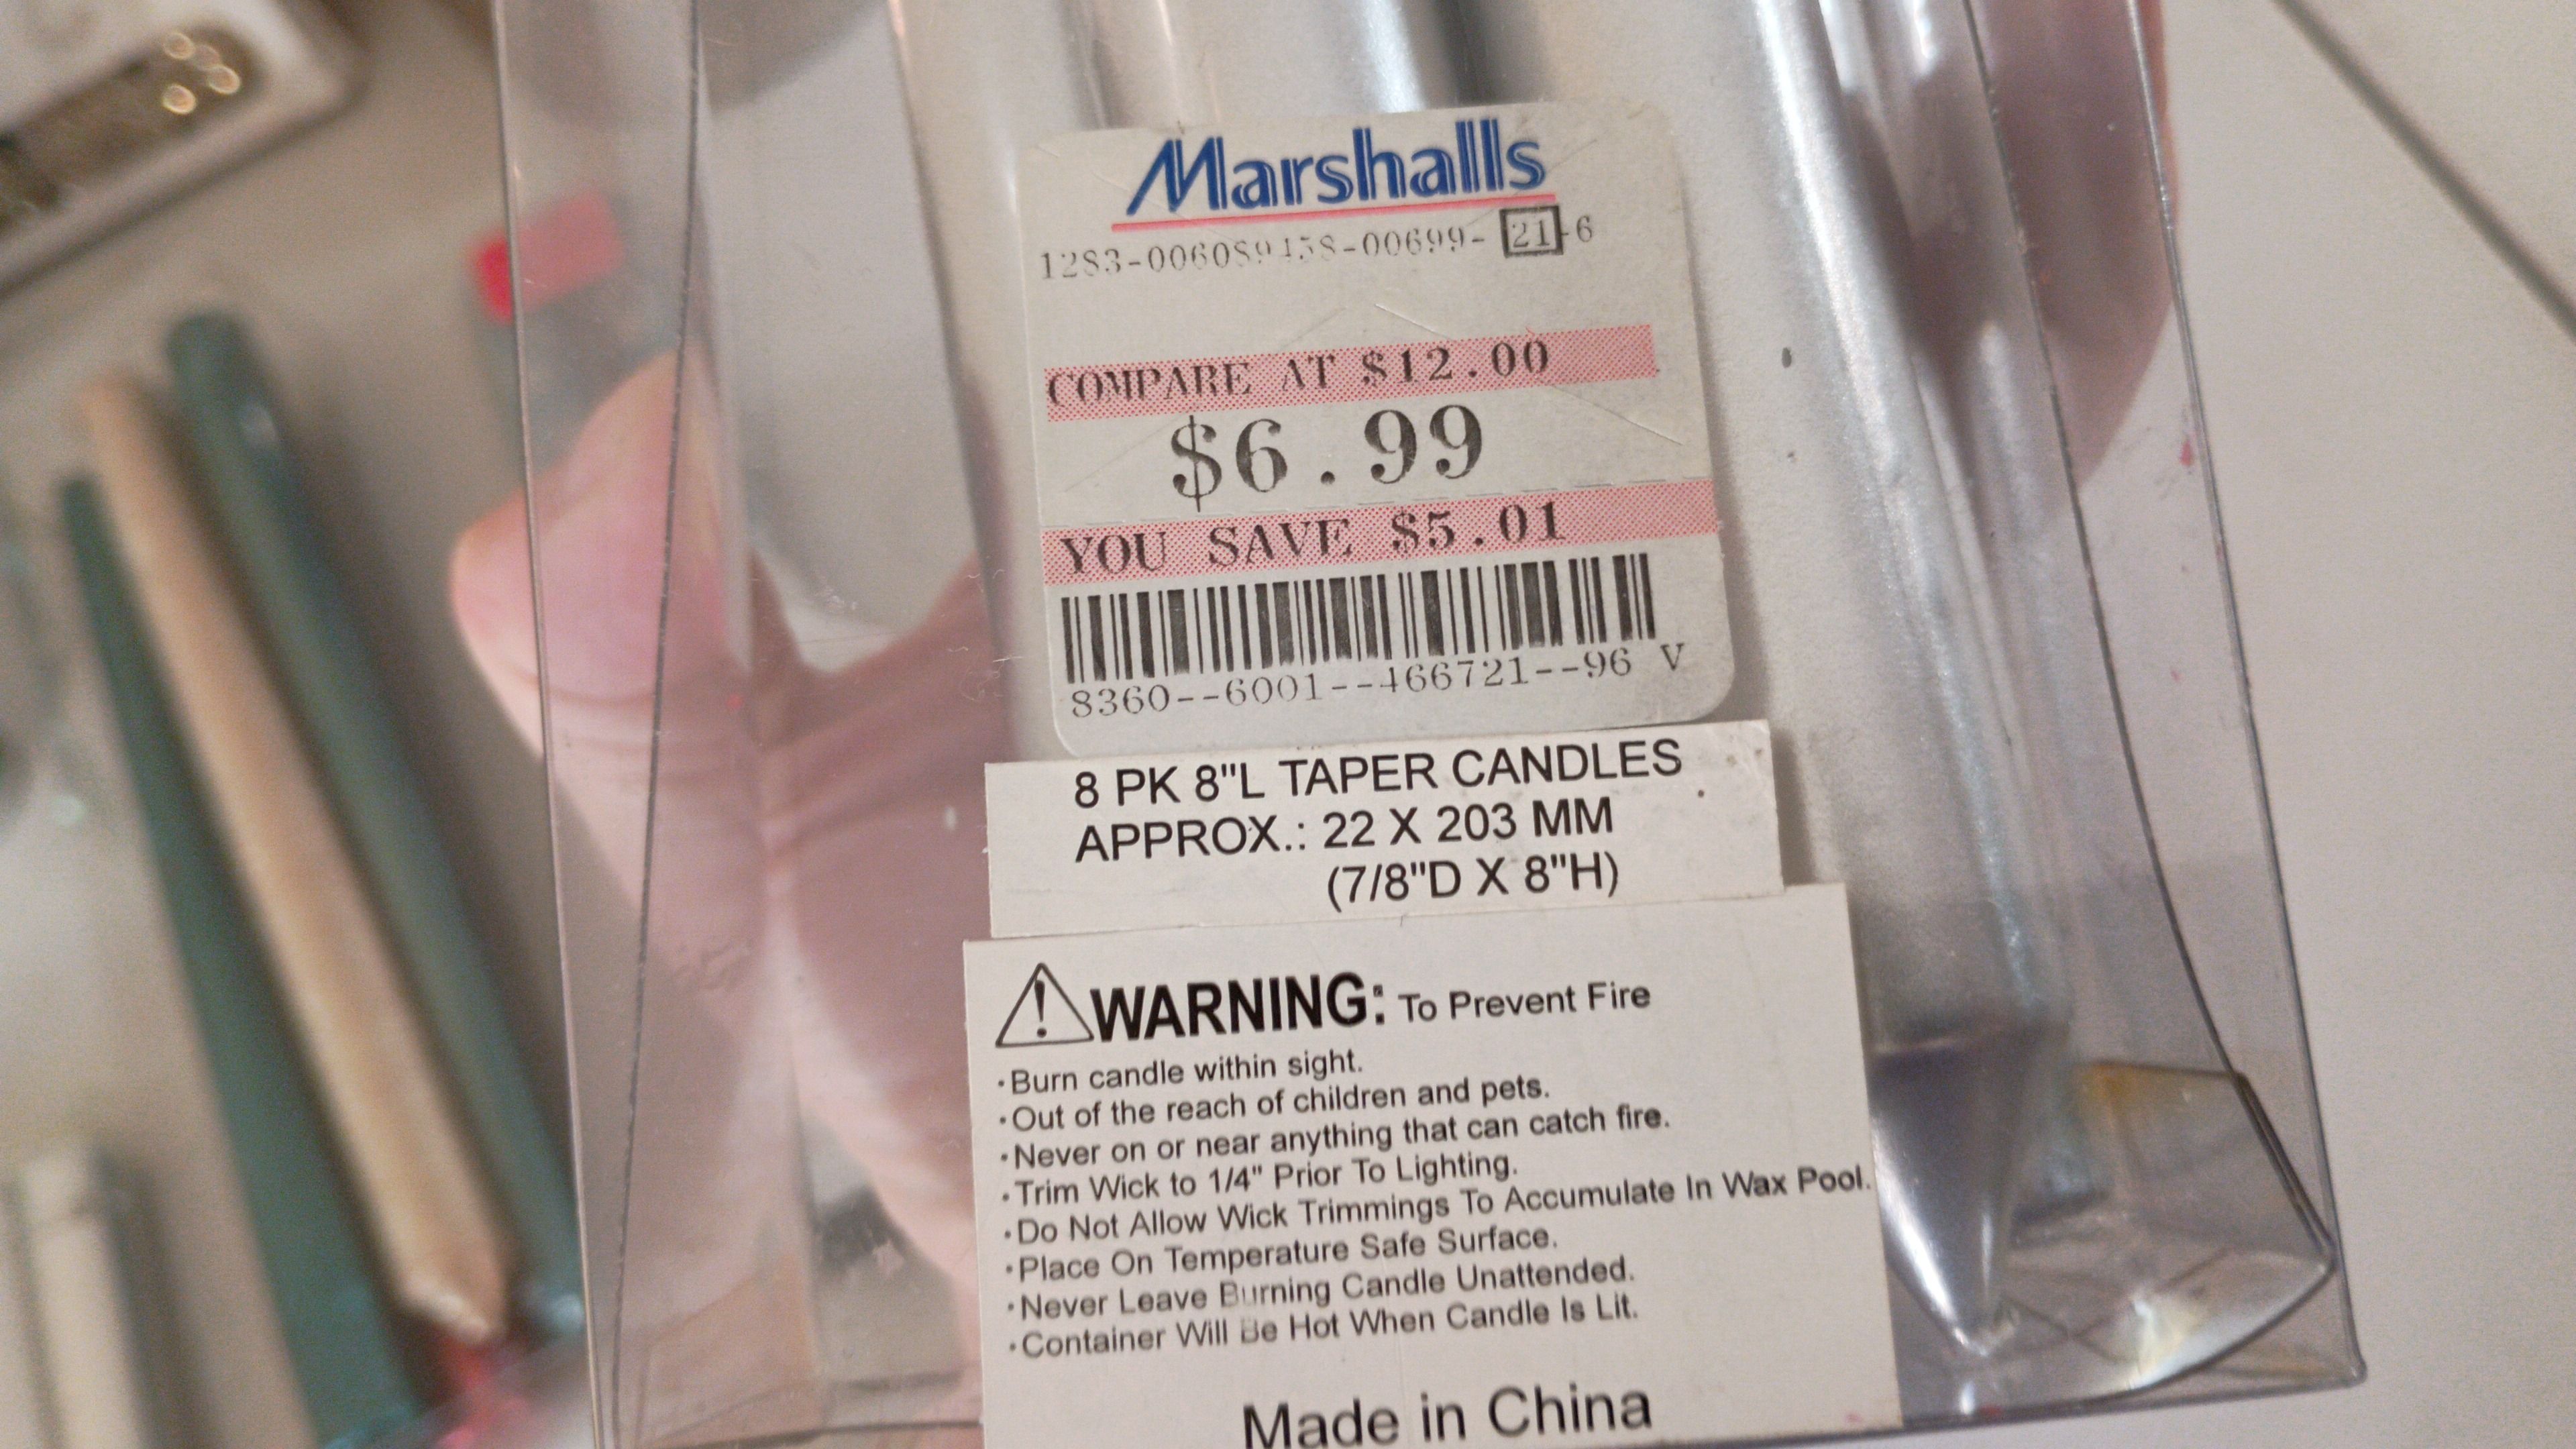 Marshalls
1283-006089458-00699- 21-6
COMPARE AT $12.00
$6.99
YOU SAVE $5.01
8360--6001--466721--96 V
8 PK 8"L TAPER CANDLES
APPROX.: 22 X 203 MM
(7/8"D X 8"H)
WARNING: To Prevent Fire
·Burn candle within sight.
·Out of the reach of children and pets.
·Never on or near anything that can catch fire.
·Trim Wick to 1/4" Prior To Lighting.
·Do Not Allow Wick Trimmings To Accumulate In Wax Pool.
·Place On Temperature Safe Surface.
·Never Leave Burning Candle Unattended.
·Container Will Be Hot When Candle Is Lit.
Made in China